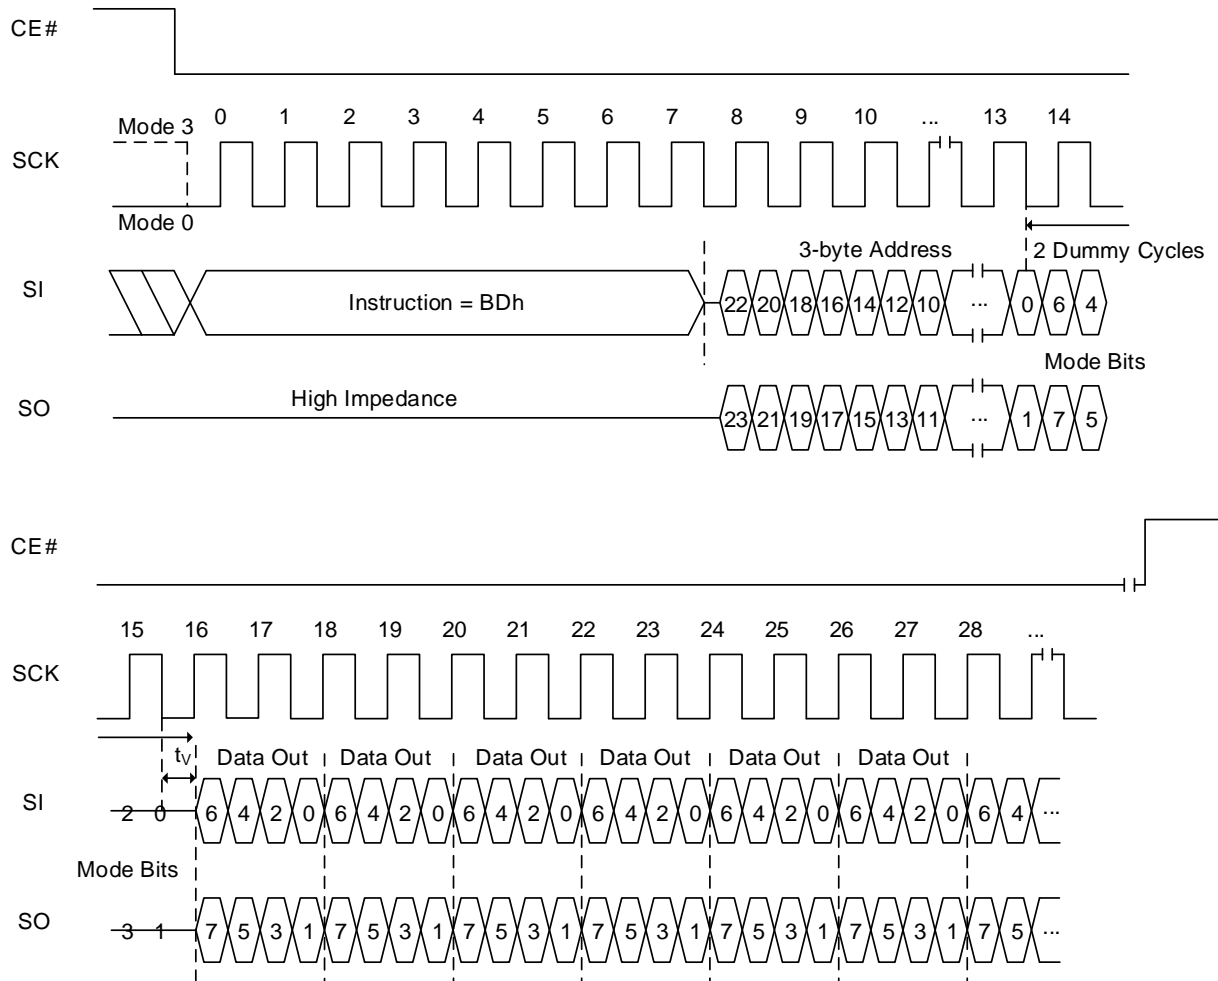 CE#
0 1 2 3 4 5 6 7 8 9 10 ... 13 14
Mode 3
SCK
Mode 0
3-byte Address 2 Dummy Cycles
SI
Instruction = BDh 22 20 18 16 14 12 10 ... 0 6 4
Mode Bits
High Impedance
SO
23 21 19 17 15 13 11 ... 1 7 5
CE#
15 16 17 18 19 20 21 22 23 24 25 26 27 28 ...
SCK
tV Data Out Data Out Data Out Data Out Data Out Data Out
SI
2 0 6 4 2 0 6 4 2 0 6 4 2 0 6 4 2 0 6 4 2 0 6 4 2 0 6 4 ...
Mode Bits
SO
3 1 7 5 3 1 7 5 3 1 7 5 3 1 7 5 3 1 7 5 3 1 7 5 3 1 7 5 ...